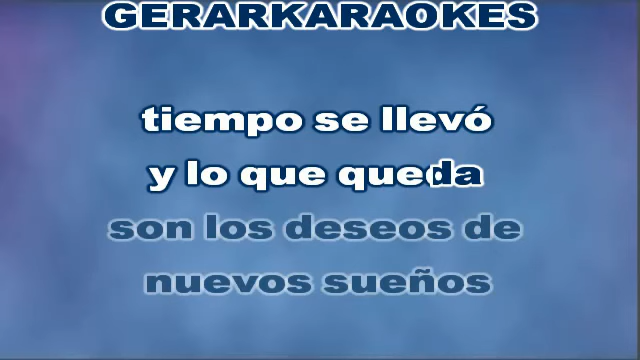 GERARKARAOKES
tiempo se llevó
y lo que queda
son los deseos de
nuevos sueños